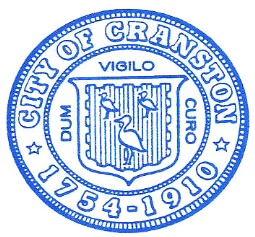 CITY OF CRANSTON
DUM VIGILO CURO
1754-1910